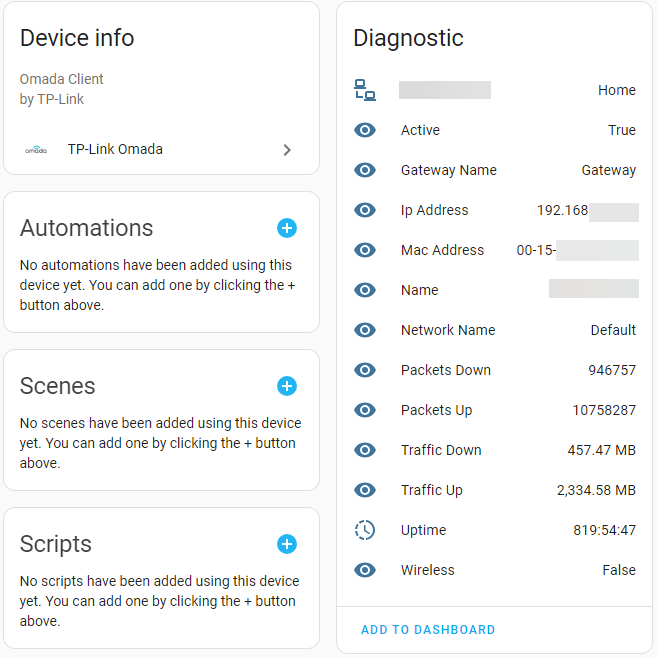 Device info
Omada Client
by TP-Link
omada
TP-Link Omada
Automations
No automations have been added using this
device yet. You can add one by clicking the +
button above.
Scenes
No scenes have been added using this device
yet. You can add one by clicking the + button
above.
Scripts
No scripts have been added using this device
yet. You can add one by clicking the + button
above.
Diagnostic
Home
Active True
Gateway Name Gateway
Ip Address 192.168
Mac Address 00-15-
Name
Network Name Default
Packets Down 946757
Packets Up 10758287
Traffic Down 457.47 MB
Traffic Up 2,334.58 MB
Uptime 819:54:47
Wireless False
ADD TO DASHBOARD